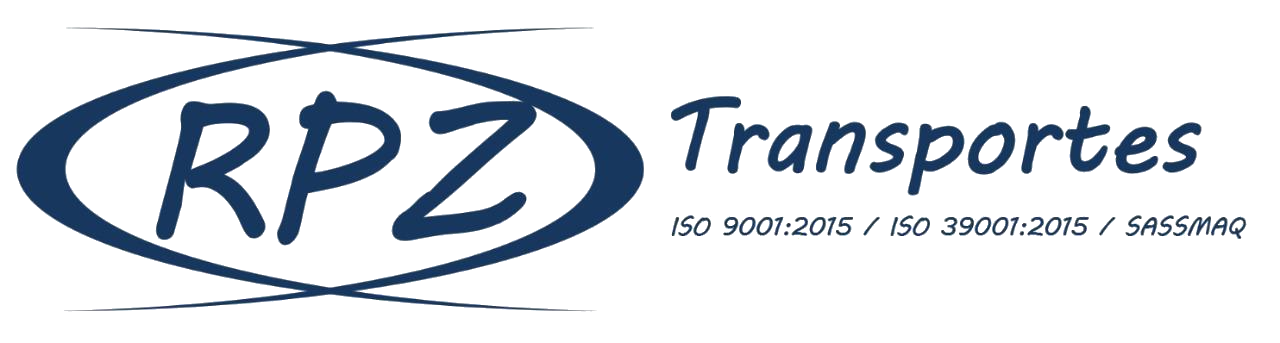 RPZ
Transportes
ISO 9001:2015 / ISO 39001:2015 / SASSMAQ